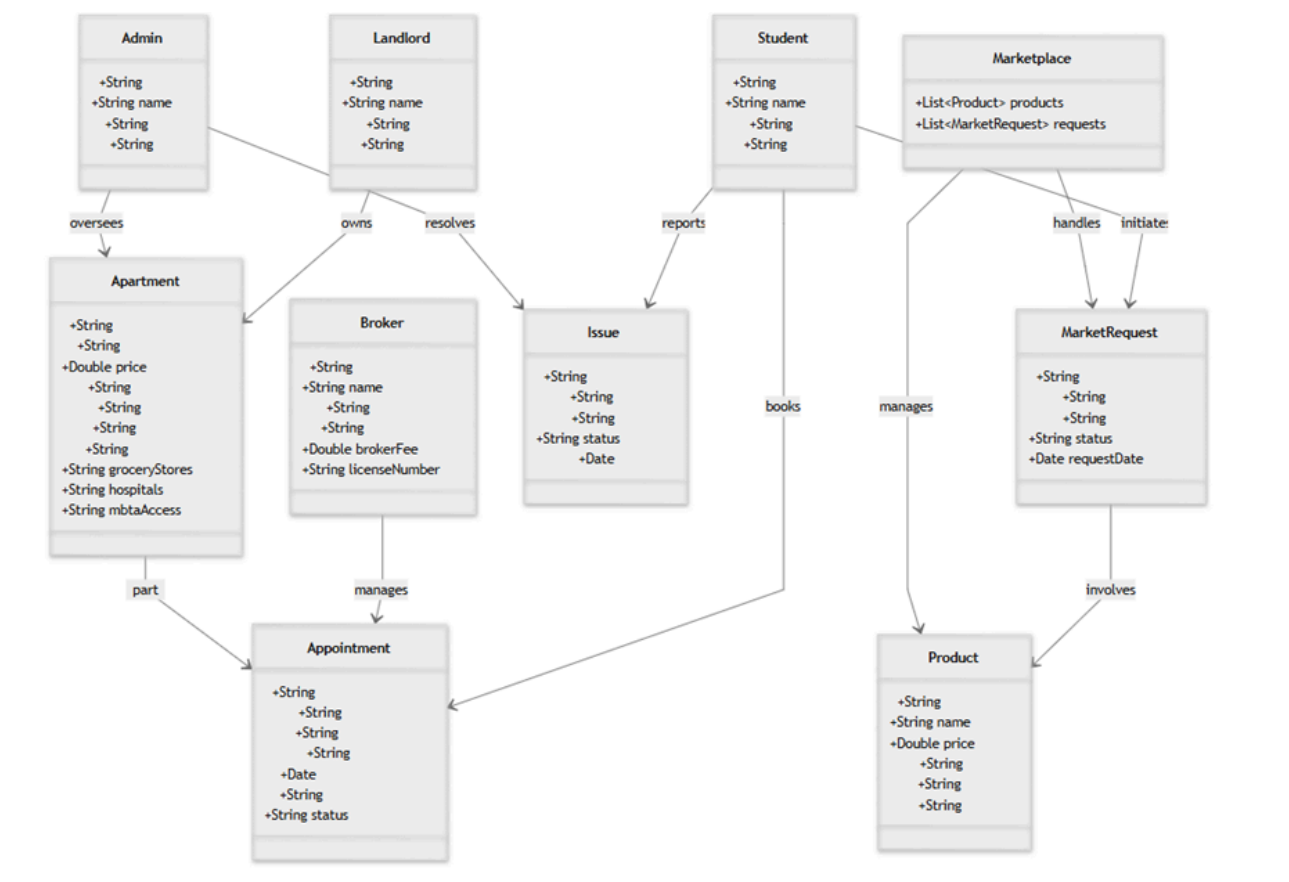 Admin
+String
+String name
+String
+String
Landlord
+String
+String name
+String
+String
Student
+String
+String name
+String
+String
Marketplace
+List<Product> products
+List<MarketRequest> requests
oversees
owns
resolves
reports
handles
initiate
Apartment
+String
+String
+Double price
+String
+String
+String
+String
+String groceryStores
+String hospitals
+String mbtaAccess
Broker
+String
+String name
+String
+String
+Double brokerFee
+String licenseNumber
Issue
+String
+String
+String
+String status
+Date
MarketRequest
+String
+String
+String
+String status
+Date requestDate
books
manages
part
manages
involves
Appointment
+String
+String
+String
+String
+Date
+String
+String status
Product
+String
+String name
+Double price
+String
+String
+String